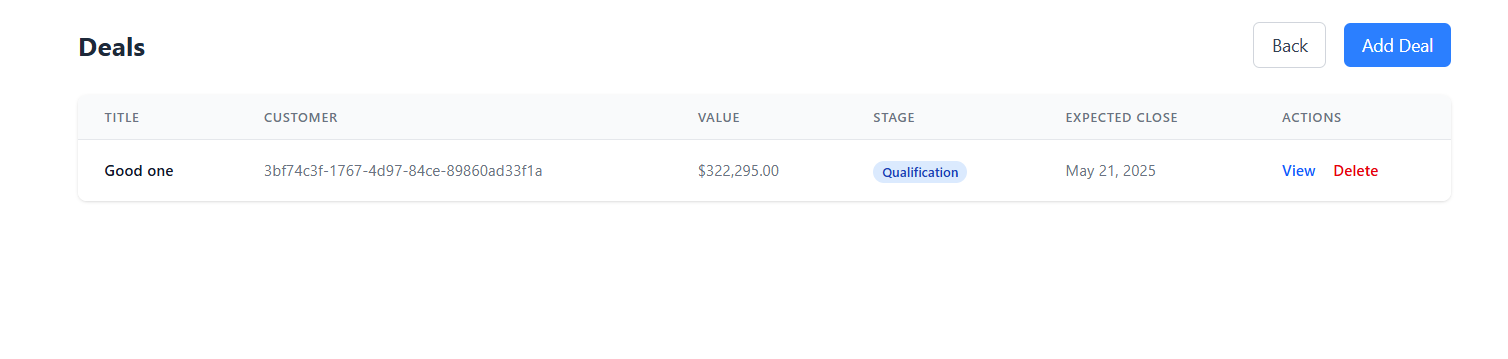 Deals Back Add Deal
TITLE CUSTOMER VALUE STAGE EXPECTED CLOSE ACTIONS
Good one 3bf74c3f-1767-4d97-84ce-89860ad33f1a $322,295.00 Qualification May 21, 2025 View Delete